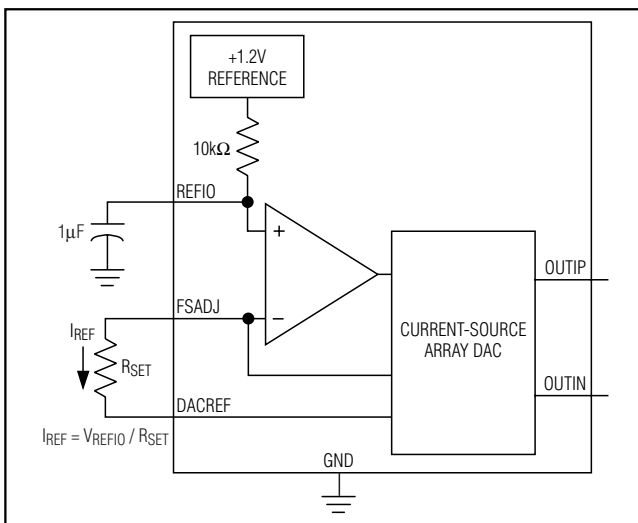 +1.2V
REFERENCE
10kΩ
REFIO
1µF
+
FSADJ
−
IREF
RSET
DACREF
IREF = VREFIO / RSET
CURRENT-SOURCE
ARRAY DAC
OUTIP
OUTIN
GND